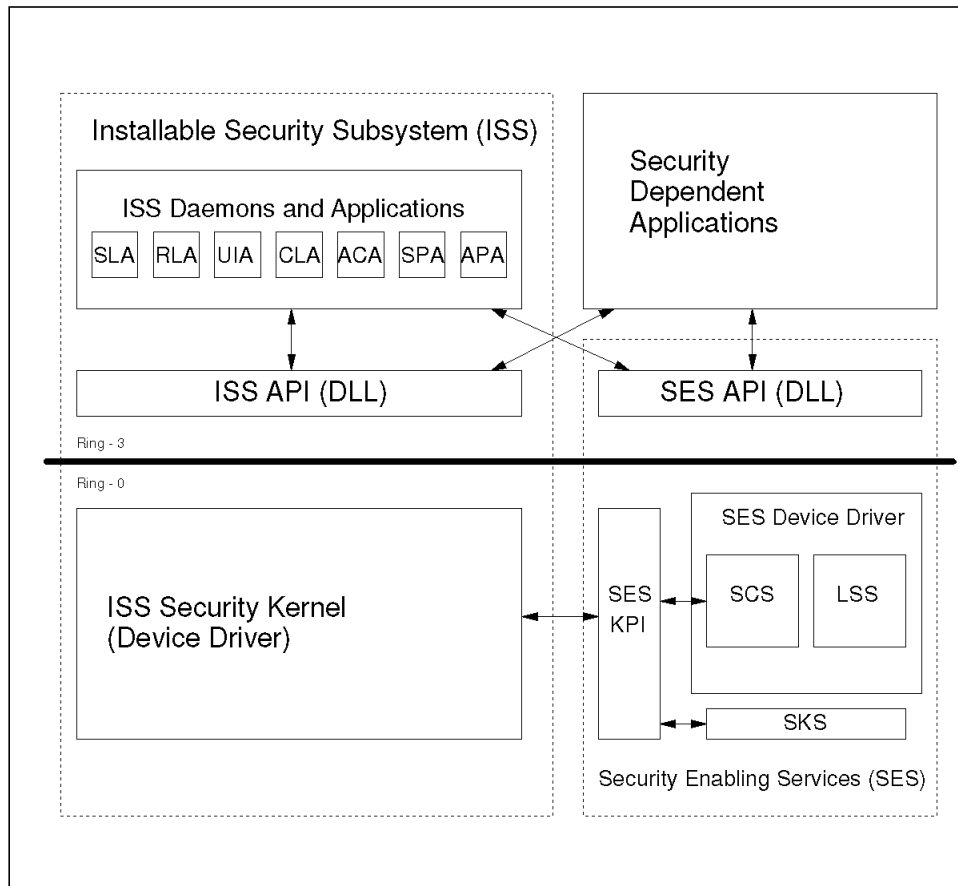 Installable Security Subsystem (ISS)
ISS Daemons and Applications
SLA RLA UIA CLA ACA SPA APA
Security
Dependent
Applications
ISS API (DLL)
SES API (DLL)
Ring - 3
Ring - 0
ISS Security Kernel
(Device Driver)
SES
KPI
SES Device Driver
SCS LSS
SKS
Security Enabling Services (SES)